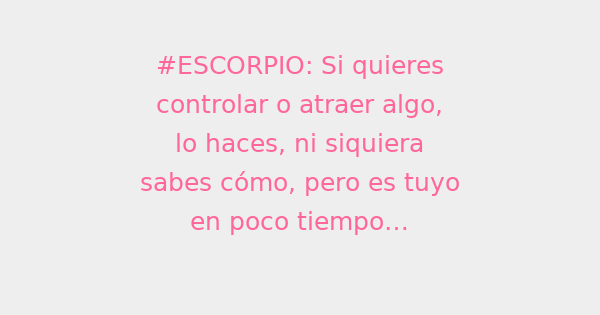 #ESCORPIO: Si quieres
controlar o atraer algo,
lo haces, ni siquiera
sabes cómo, pero es tuyo
en poco tiempo...